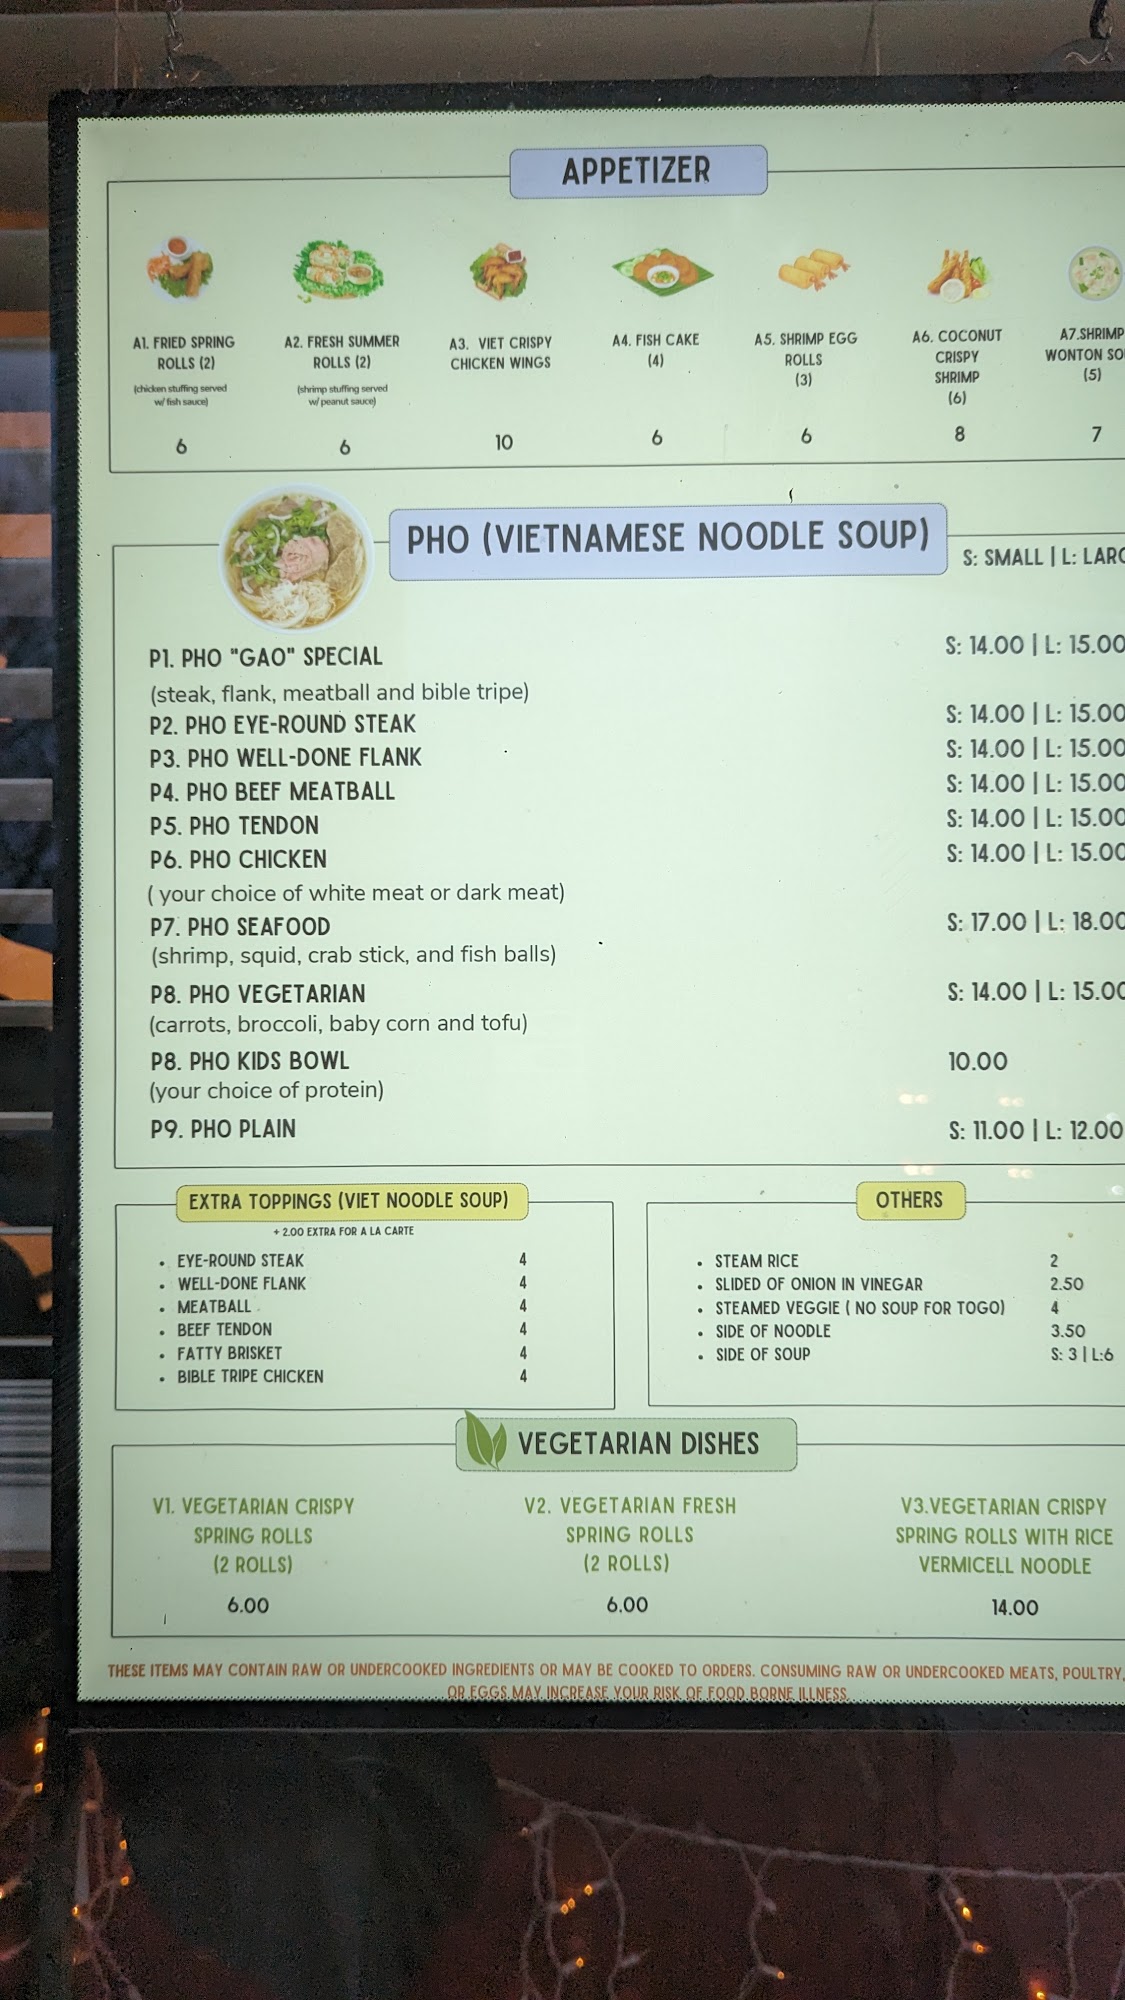 APPETIZER
A1. FRIED SPRING
ROLLS (2)
(chicken stuffing served
w/ fish sauce)
6
A2. FRESH SUMMER
ROLLS (2)
(shrimp stuffing served
w/ peanut sauce)
6
A3. VIET CRISPY
CHICKEN WINGS
10
A4. FISH CAKE
(4)
6
A5. SHRIMP EGG
ROLLS
(3)
6
A6. COCONUT
CRISPY
SHRIMP
(6)
8
A7.SHRIMP
WONTON
(5)
7
PHO (VIETNAMESE NOODLE SOUP)
S: SMALL | L:
P1. PHO "GAO" SPECIAL S: 14.00 | L: 15.00
(steak, flank, meatball and bible tripe)
P2. PHO EYE-ROUND STEAK S: 14.00 | L: 15.00
P3. PHO WELL-DONE FLANK S: 14.00 | L: 15.00
P4. PHO BEEF MEATBALL S: 14.00 | L: 15.00
P5. PHO TENDON S: 14.00 | L: 15.00
P6. PHO CHICKEN S: 14.00 | L: 15.00
( your choice of white meat or dark meat)
P7. PHO SEAFOOD S: 17.00 | L: 18.00
(shrimp, squid, crab stick, and fish balls)
P8. PHO VEGETARIAN S: 14.00 | L: 15.00
(carrots, broccoli, baby corn and tofu)
P8. PHO KIDS BOWL 10.00
(your choice of protein)
P9. PHO PLAIN S: 11.00 | L: 12.00
EXTRA TOPPINGS (VIET NOODLE SOUP)
+ 2.00 EXTRA FOR A LA CARTE
• EYE-ROUND STEAK 4
• WELL-DONE FLANK 4
• MEATBALL 4
• BEEF TENDON 4
• FATTY BRISKET 4
• BIBLE TRIPE CHICKEN 4
OTHERS
• STEAM RICE 2
• SLIDED OF ONION IN VINEGAR 2.50
• STEAMED VEGGIE ( NO SOUP FOR TOGO) 4
• SIDE OF NOODLE 3.50
• SIDE OF SOUP S: 3 | L:6
VEGETARIAN DISHES
V1. VEGETARIAN CRISPY
SPRING ROLLS
(2 ROLLS)
6.00
V2. VEGETARIAN FRESH
SPRING ROLLS
(2 ROLLS)
6.00
V3.VEGETARIAN CRISPY
SPRING ROLLS WITH RICE
VERMICELL NOODLE
14.00
THESE ITEMS MAY CONTAIN RAW OR UNDERCOOKED INGREDIENTS OR MAY BE COOKED TO ORDERS. CONSUMING RAW OR UNDERCOOKED MEATS, POULTRY,
OR EGGS MAY INCREASE YOUR RISK OF FOOD BORNE ILLNESS.